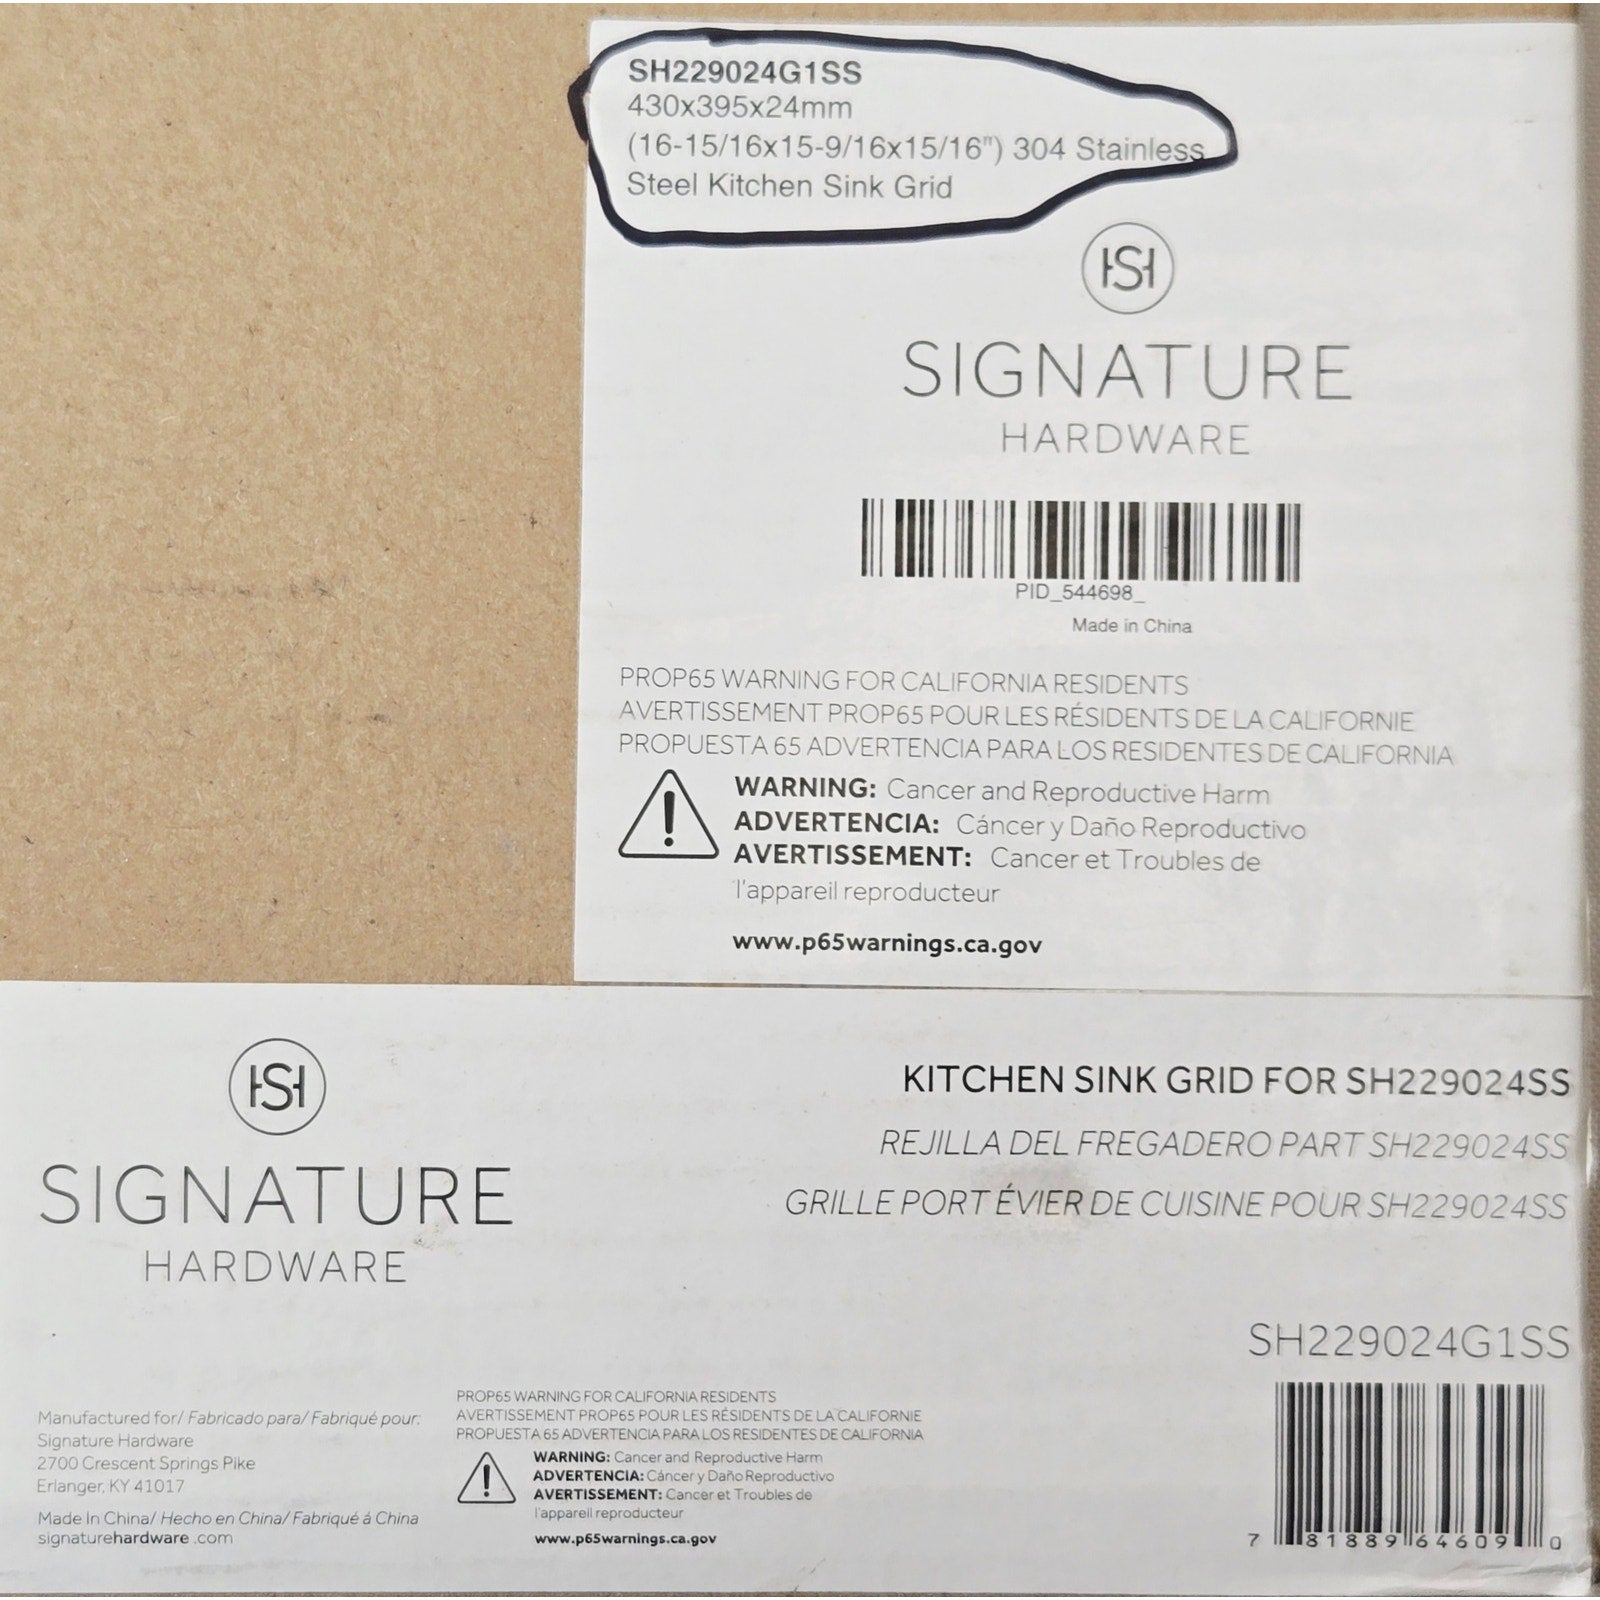 SH229024G1SS
430x395x24mm
(16-15/16x15-9/16x15/16") 304 Stainless
Steel Kitchen Sink Grid
SIGNATURE
HARDWARE
PID_544698_
Made in China
PROP65 WARNING FOR CALIFORNIA RESIDENTS
AVERTISSEMENT PROP65 POUR LES RÉSIDENTS DE LA CALIFORNIE
PROPUESTA 65 ADVERTENCIA PARA LOS RESIDENTES DE CALIFORNIA
WARNING: Cancer and Reproductive Harm
ADVERTENCIA: Cáncer y Daño Reproductivo
AVERTISSEMENT: Cancer et Troubles de
l'appareil reproducteur
www.p65warnings.ca.gov
SIGNATURE
HARDWARE
KITCHEN SINK GRID FOR SH229024SS
REJILLA DEL FREGADERO PART SH229024SS
GRILLE PORT ÉVIER DE CUISINE POUR SH229024SS
SH229024G1SS
7 81889 64609 0
Manufactured for/ Fabricado para/ Fabriqué pour:
Signature Hardware
2700 Crescent Springs Pike
Erlanger, KY 41017
Made In China/ Hecho en China/ Fabriqué á China
signaturehardware.com
PROP65 WARNING FOR CALIFORNIA RESIDENTS
AVERTISSEMENT PROP65 POUR LES RÉSIDENTS DE LA CALIFORNIE
PROPUESTA 65 ADVERTENCIA PARA LOS RESIDENTES DE CALIFORNIA
WARNING: Cancer and Reproductive Harm
ADVERTENCIA: Cáncer y Daño Reproductivo
AVERTISSEMENT: Cancer et Troubles de
l'appareil reproducteur
www.p65warnings.ca.gov